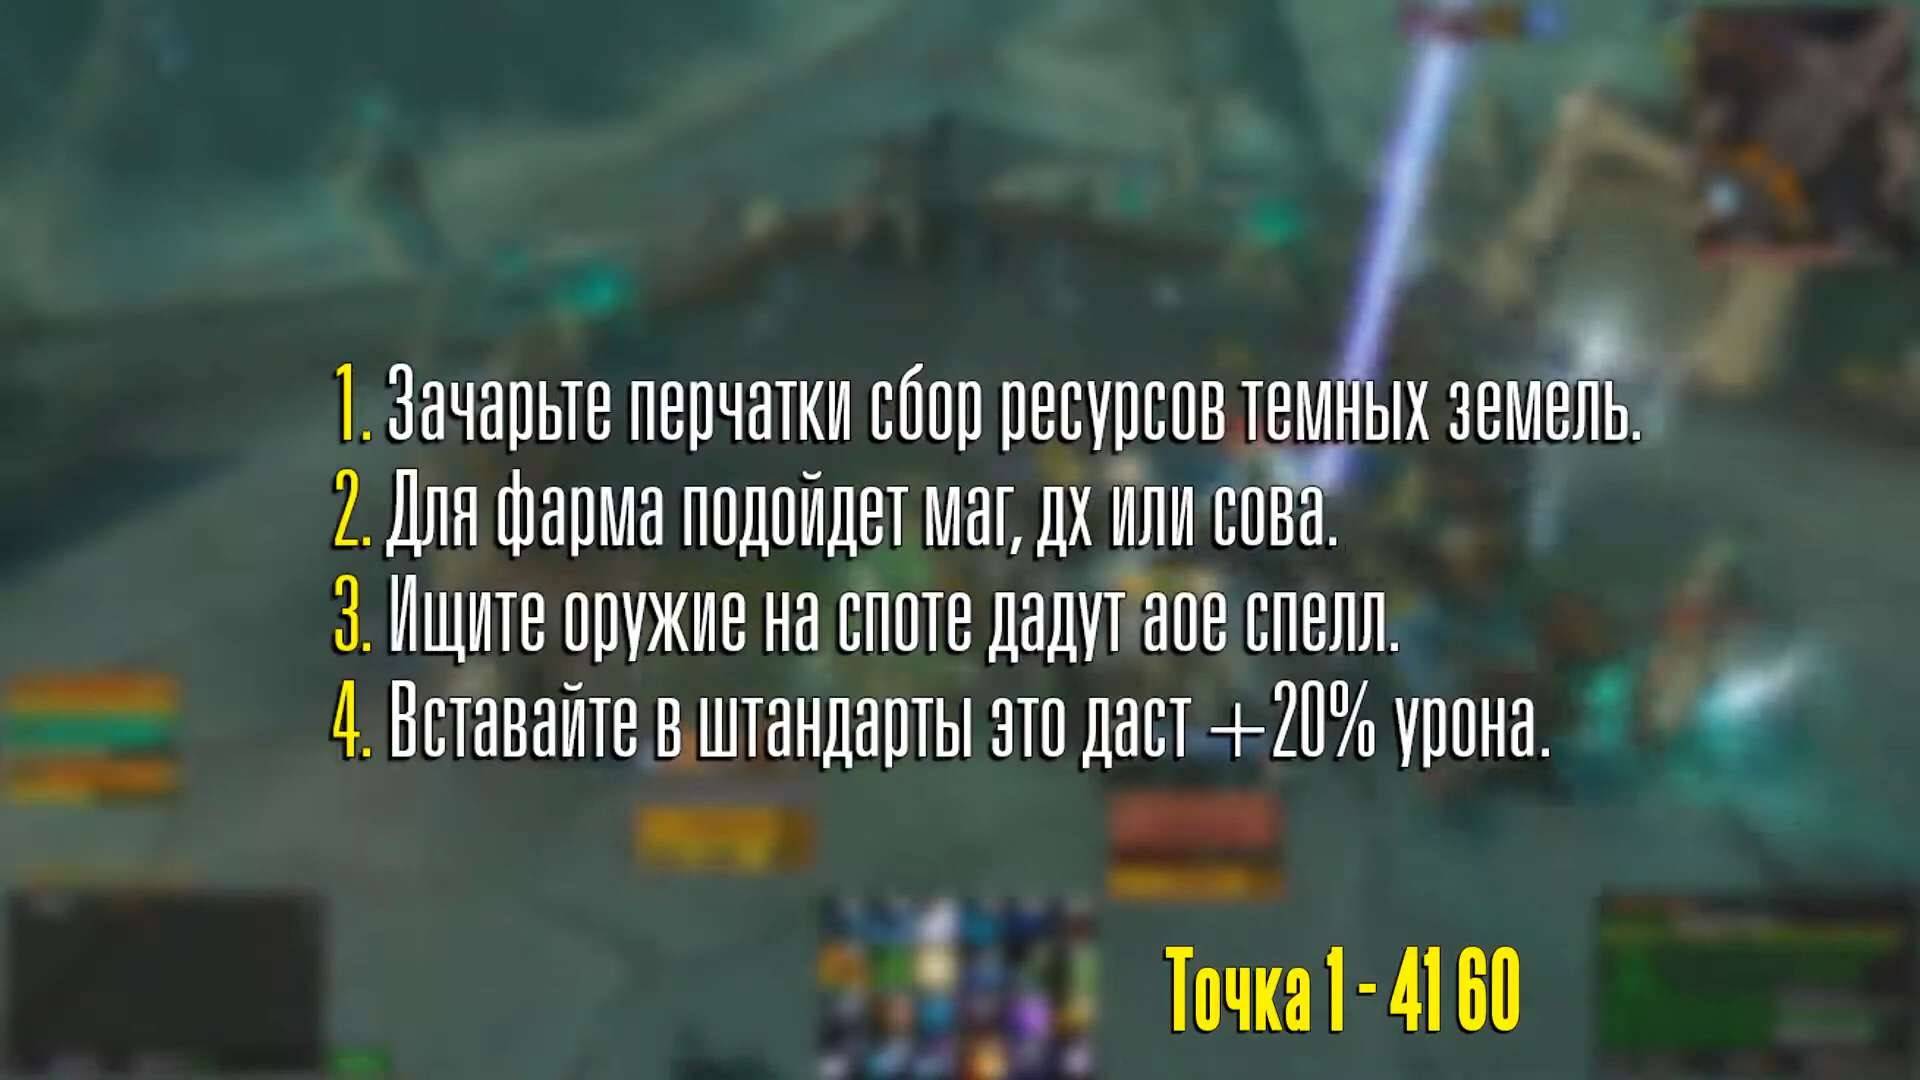 1. Зачарьте перчатки сбор ресурсов темных земель.
2. Для фарма подойдет маг, дх или сова.
3. Ищите оружие на споте дадут аое спелл.
4. Вставайте в штандарты это даст +20% урона.
Точка 1 - 41 60